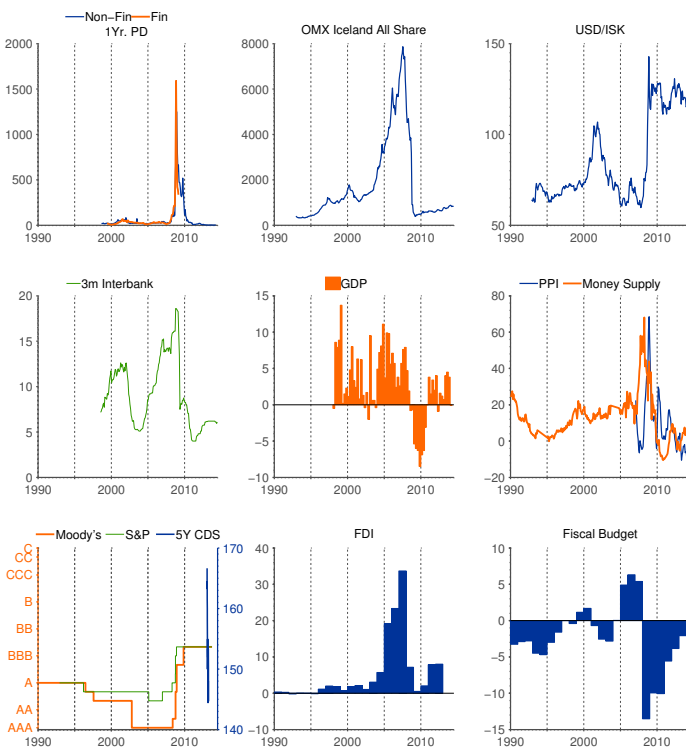 Non-Fin Fin
1Yr. PD
2000
1500
1000
500
0
1990 2000 2010
OMX Iceland All Share
8000
6000
4000
2000
0
1990 2000 2010
USD/ISK
150
100
50
1990 2000 2010
3m Interbank
20
15
10
5
0
1990 2000 2010
GDP
15
10
5
0
−5
−10
1990 2000 2010
PPI Money Supply
80
60
40
20
0
−20
1990 2000 2010
Moody's S&P 5Y CDS
C
CC
CCC
B
BB
BBB
A
AA
AAA
170
160
150
140
1990 2000 2010
FDI
40
30
20
10
0
−10
1990 2000 2010
Fiscal Budget
10
5
0
−5
−10
−15
1990 2000 2010